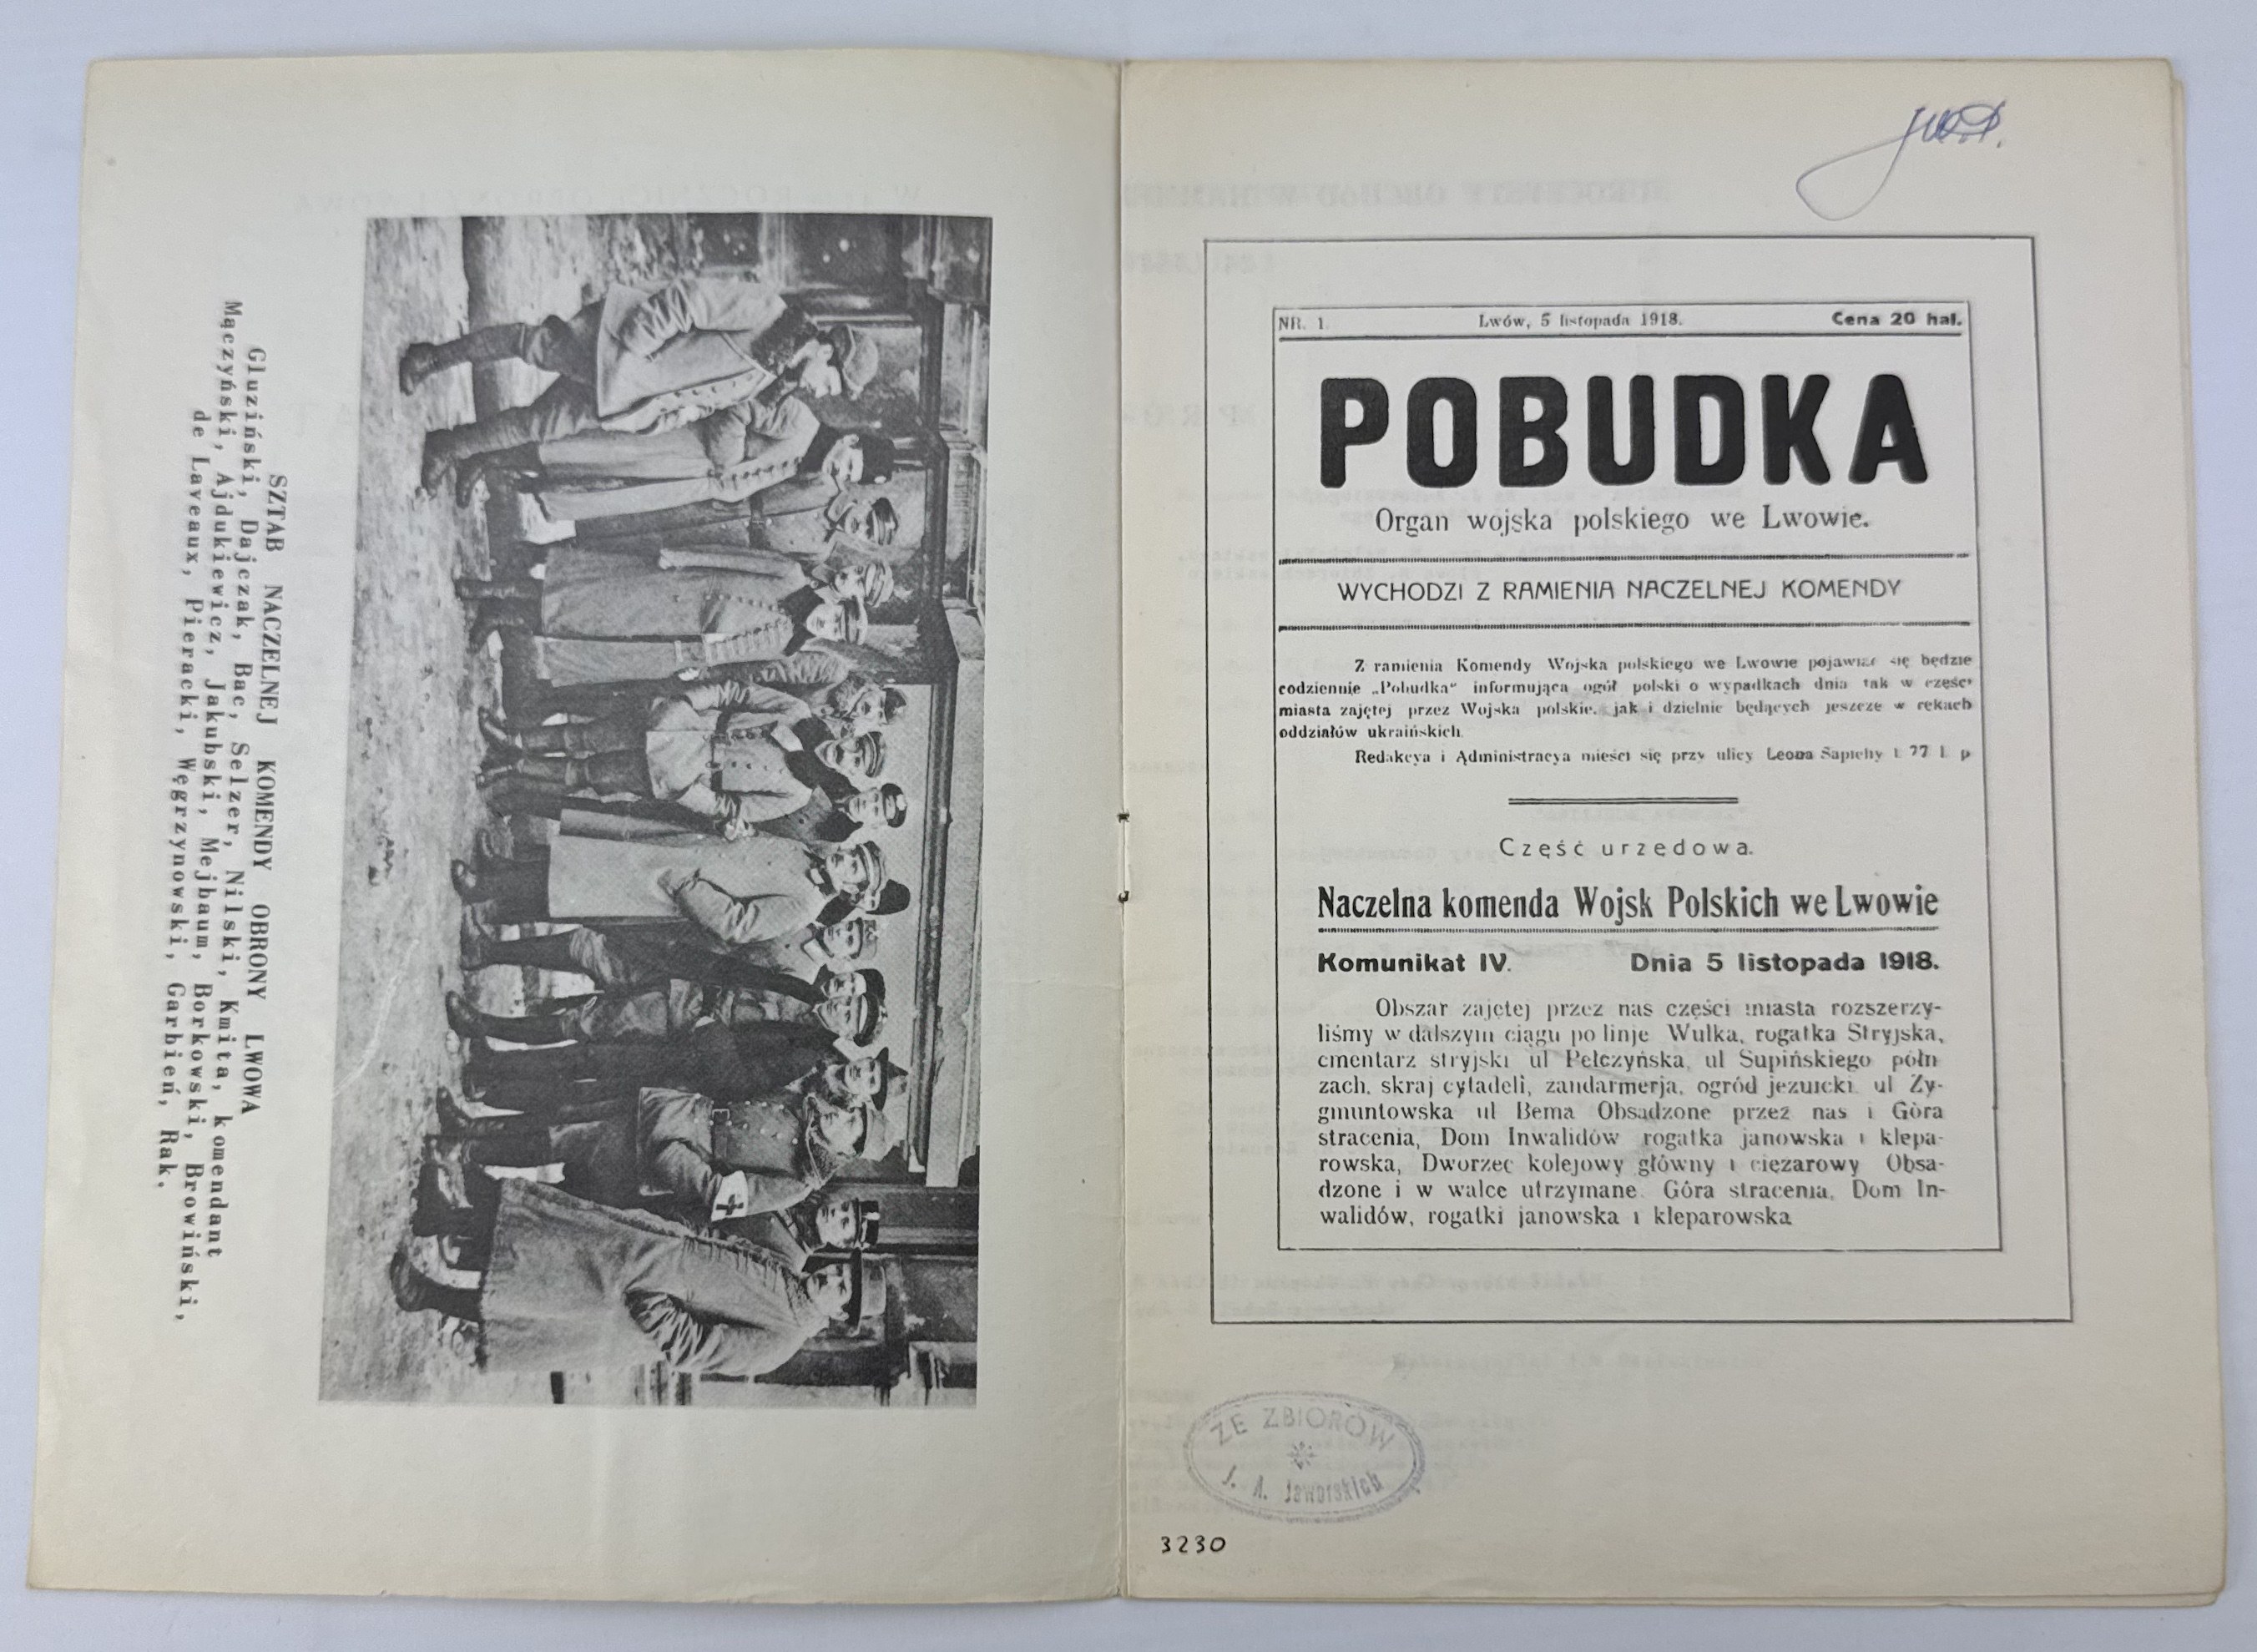 SZTAB NACZELNEJ KOMENDY OBRONY LWOWA
Gluziński, Dajczak, Bac, Selzer, Nilski, Kmita, komendant
Mączyński, Ajdukiewicz, Jakubski, Mejbaum, Borkowski, Browiński,
de Laveaux, Pieracki, Węgrzynowski, Garbień, Rak.
NR. 1. Lwów, 5 listopada 1918. Cena 20 hal.
POBUDKA
Organ wojska polskiego we Lwowie.
WYCHODZI Z RAMIENIA NACZELNEJ KOMENDY
Z ramienia Komendy Wojska polskiego we Lwowie pojawiać się będzie
codziennie „Pobudka" informująca ogół polski o wypadkach dnia tak w części
miasta zajętej przez Wojska polskie, jak i dzielnic będących jeszcze w rękach
oddziałów ukraińskich.
Redakcya i Administracya mieści się przy ulicy Leona Sapiehy l. 77 I. p
Część urzędowa.
Naczelna komenda Wojsk Polskich we Lwowie
Komunikat IV. Dnia 5 listopada 1918.
Obszar zajętej przez nas części miasta rozszerzy-
liśmy w dalszym ciągu po linje Wulka, rogatka Stryjska,
cmentarz stryjski ul Pełczyńska, ul Supińskiego półn
zach. skraj cytadeli, żandarmerja, ogród jezuicki. ul Zy-
gmuntowska ul Bema Obsadzone przez nas i Góra
stracenia, Dom Inwalidów rogatka janowska i klepa-
rowska, Dworzec kolejowy główny i ciężarowy Obsa-
dzone i w walce utrzymane. Góra stracenia, Dom In-
walidów, rogatki janowska i kleparowska
ZE ZBIORÓW
J. A. Jaworskich
3230